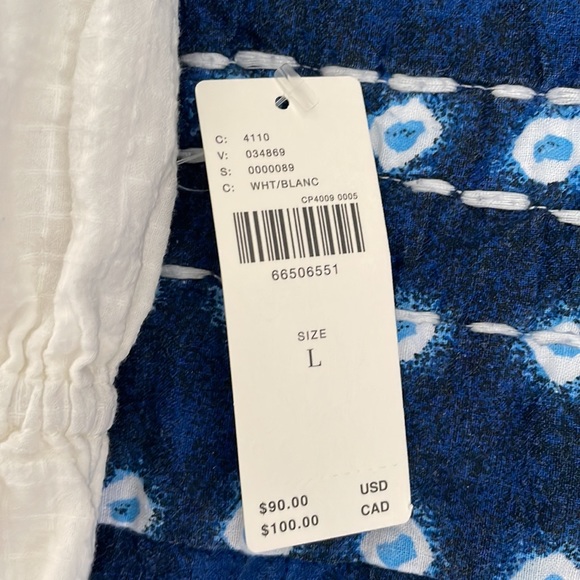 C: 4110
V: 034869
S: 0000089
C: WHT/BLANC
CP4009 0005
66506551
SIZE
L
$90.00 USD
$100.00 CAD